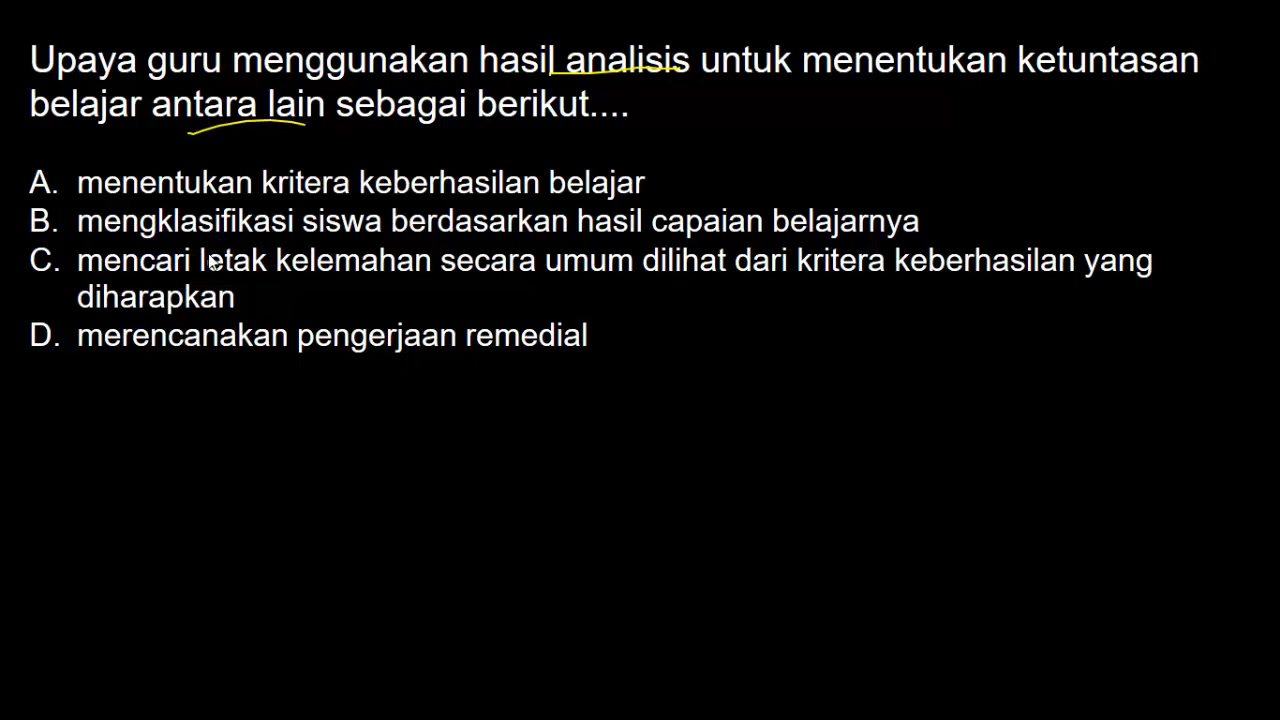 Upaya guru menggunakan hasil analisis untuk menentukan ketuntasan
belajar antara lain sebagai berikut....
A. menentukan kritera keberhasilan belajar
B. mengklasifikasi siswa berdasarkan hasil capaian belajarnya
C. mencari letak kelemahan secara umum dilihat dari kritera keberhasilan yang
diharapkan
D. merencanakan pengerjaan remedial